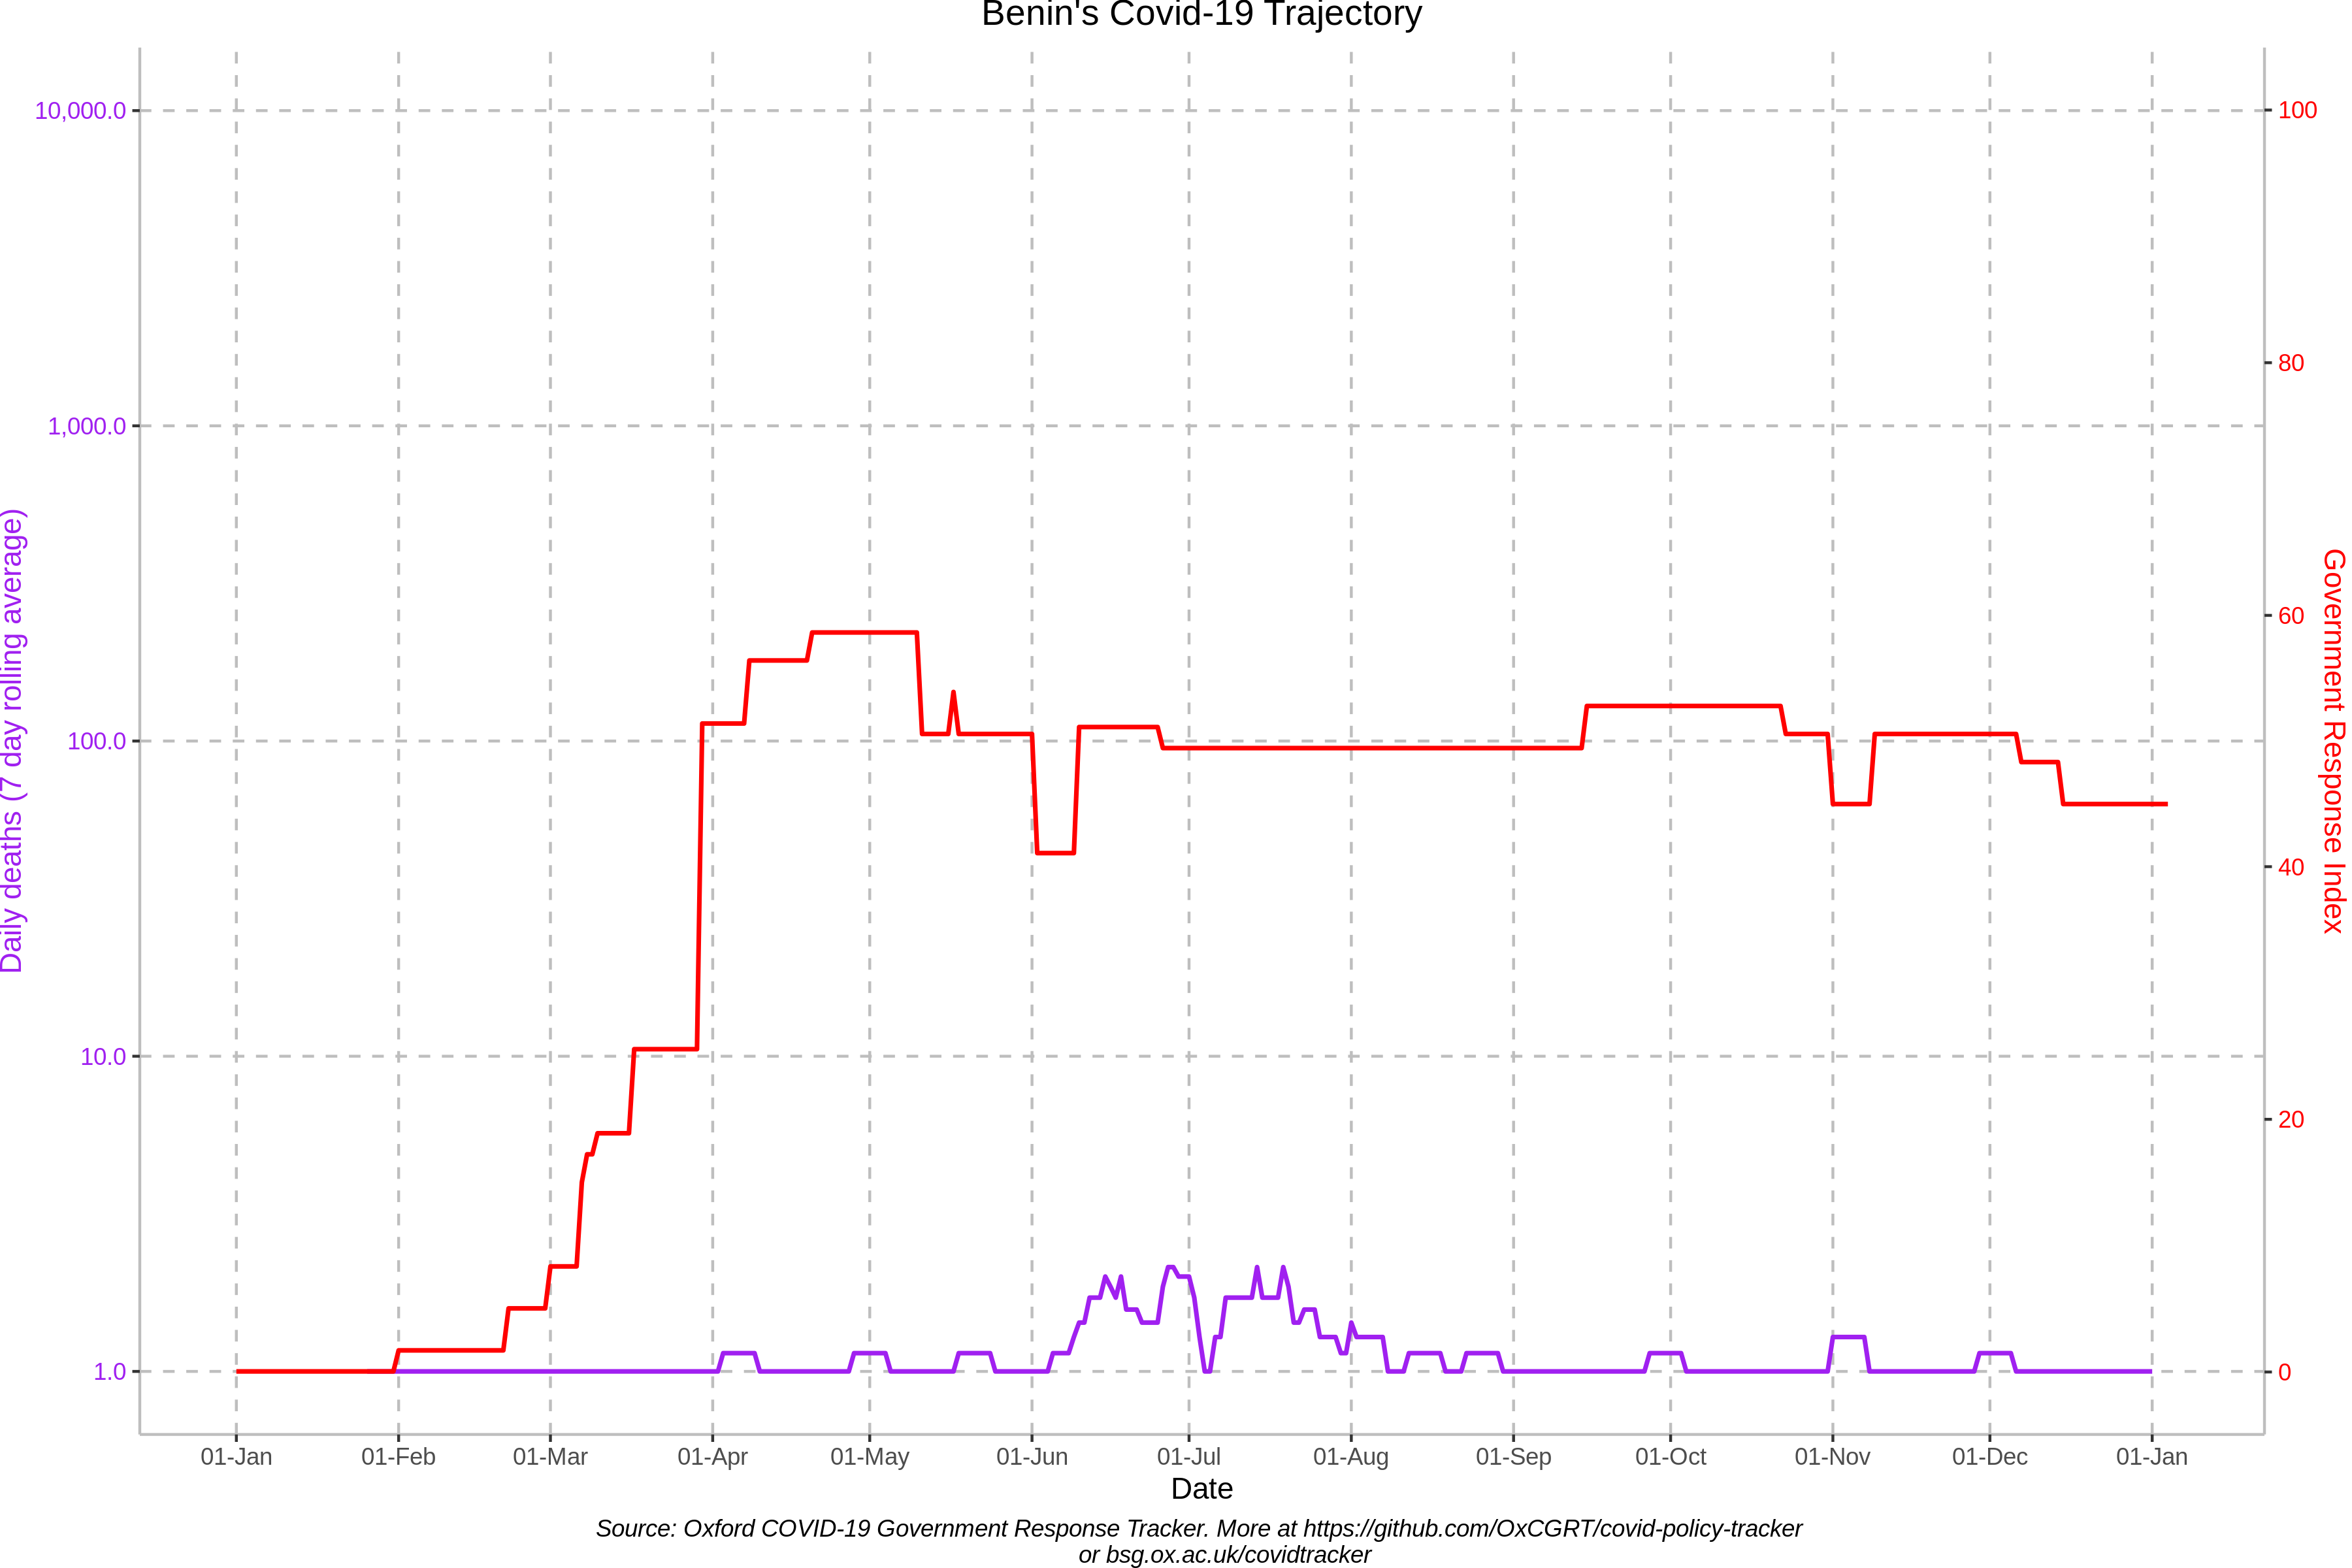 Benin's Covid-19 Trajectory
Daily deaths (7 day rolling average)
10,000.0
1,000.0
100.0
10.0
1.0
100
80
60
40
20
0
Government Response Index
01-Jan 01-Feb 01-Mar 01-Apr 01-May 01-Jun 01-Jul 01-Aug 01-Sep 01-Oct 01-Nov 01-Dec 01-Jan
Date
Source: Oxford COVID-19 Government Response Tracker. More at https://github.com/OxCGRT/covid-policy-tracker
or bsg.ox.ac.uk/covidtracker